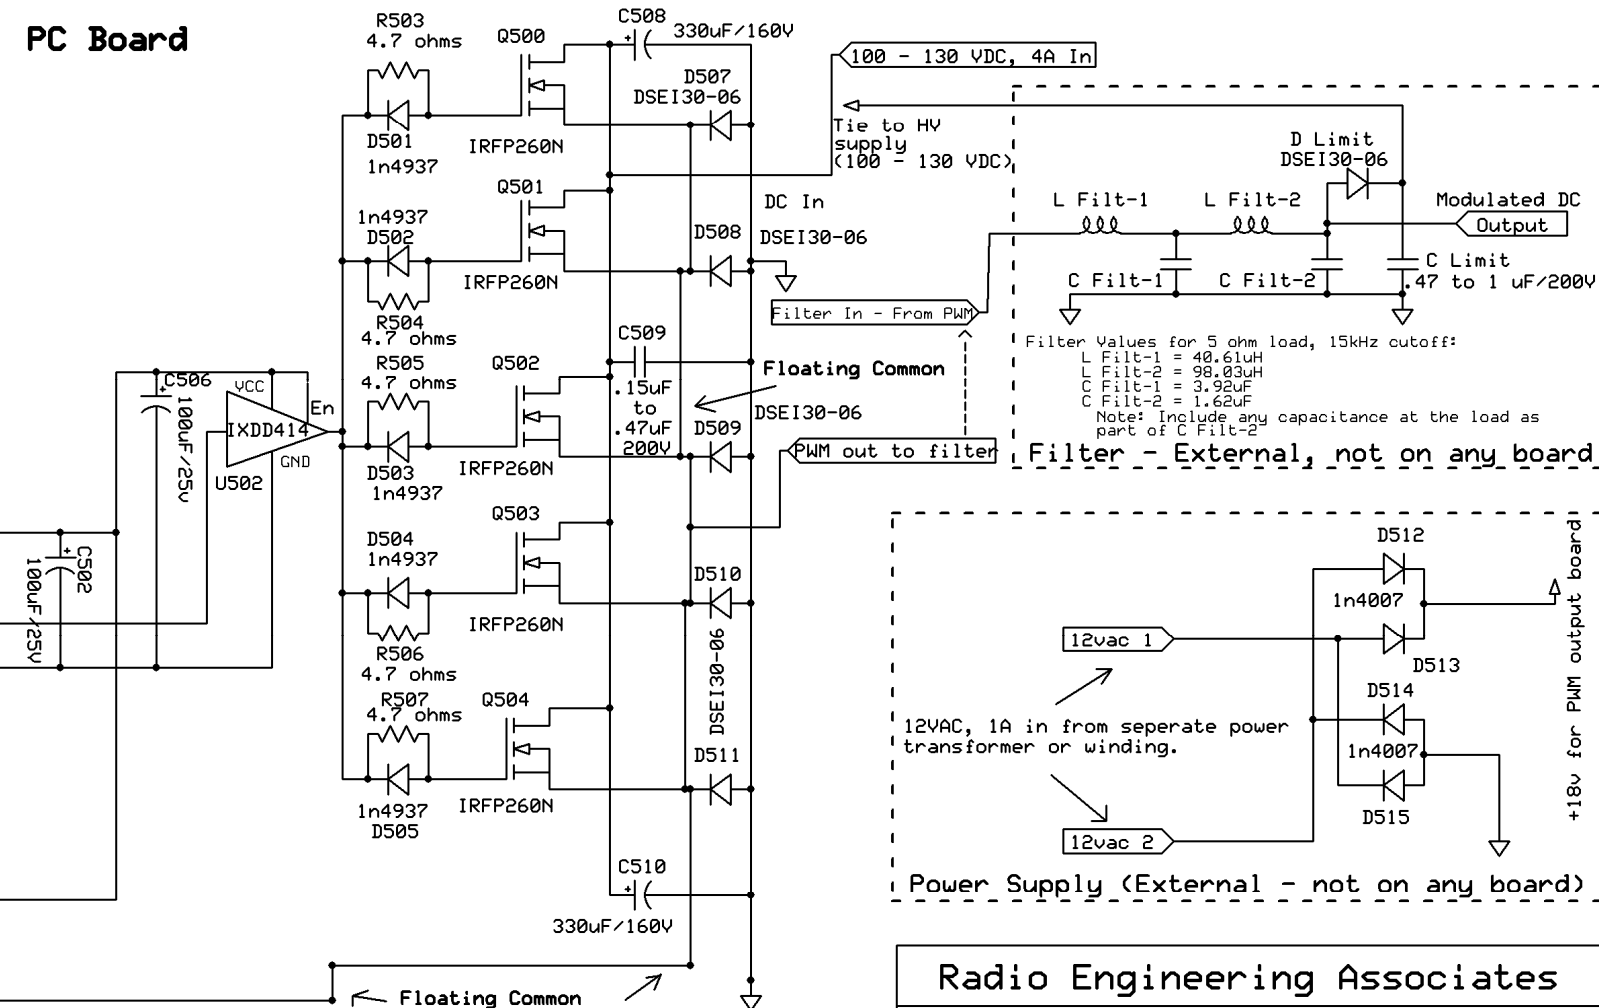 PC Board
R503
4.7 ohms
Q500
C508
+
330uF/160V
D501
1n4937
IRFP260N
D507
DSEI30-06
100 - 130 VDC, 4A In
Tie to HV
supply
(100 - 130 VDC)
Q501
1n4937
D502
R504
4.7 ohms
IRFP260N
DC In
D508
DSEI30-06
Filter In - From PWM
D Limit
DSEI30-06
L Filt-1
L Filt-2
Modulated DC
Output
C Filt-1
C Filt-2
C Limit
.47 to 1 uF/200V
Filter Values for 5 ohm load, 15kHz cutoff:
L Filt-1 = 40.61uH
L Filt-2 = 98.03uH
C Filt-1 = 3.92uF
C Filt-2 = 1.62uF
Note: Include any capacitance at the load as
part of C Filt-2
Filter - External, not on any board
R505
4.7 ohms
Q502
D503
1n4937
IRFP260N
C509
.15uF
to
.47uF
200V
Floating Common
DSEI30-06
D509
PWM out to filter
+
C506
100uF/25v
VCC
En
IXDD414
GND
U502
+
C502
100uF/25V
Q503
D504
1n4937
R506
4.7 ohms
IRFP260N
D510
DSEI30-06
R507
4.7 ohms
Q504
1n4937
D505
IRFP260N
D511
C510
+
330uF/160V
Floating Common
D512
1n4007
D513
12vac 1
12VAC, 1A in from seperate power
transformer or winding.
D514
1n4007
D515
12vac 2
+18v for PWM output board
Power Supply (External - not on any board)
Radio Engineering Associates